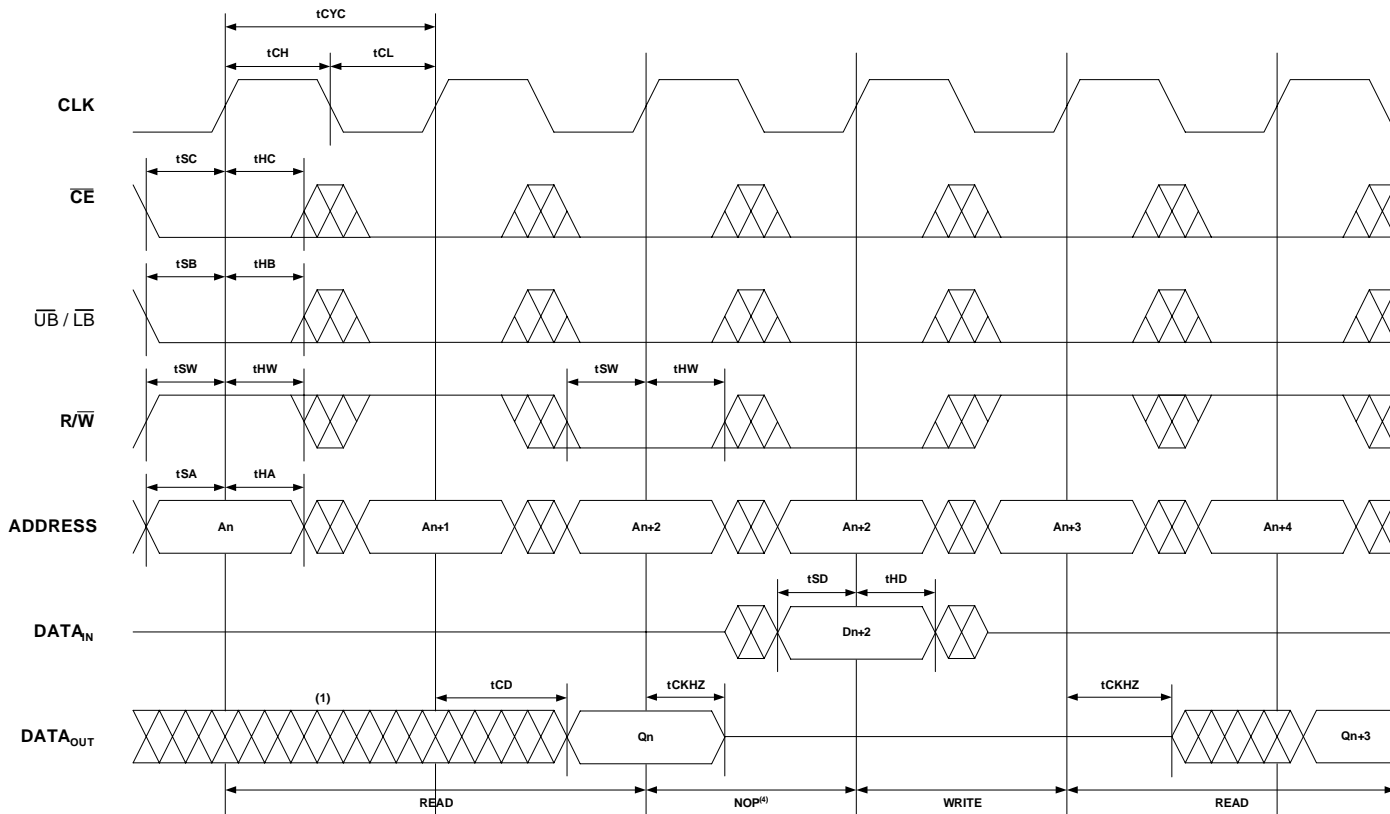 tCYC
tCH tCL
CLK
tSC tHC
CE
tSB tHB
UB / LB
tSW tHW tSW tHW
R/W
tSA tHA
ADDRESS An An+1 An+2 An+2 An+3 An+4
tSD tHD
DATAIN Dn+2
tCD tCKHZ tCKHZ
(1)
DATAOUT Qn Qn+3
READ NOP(4) WRITE READ